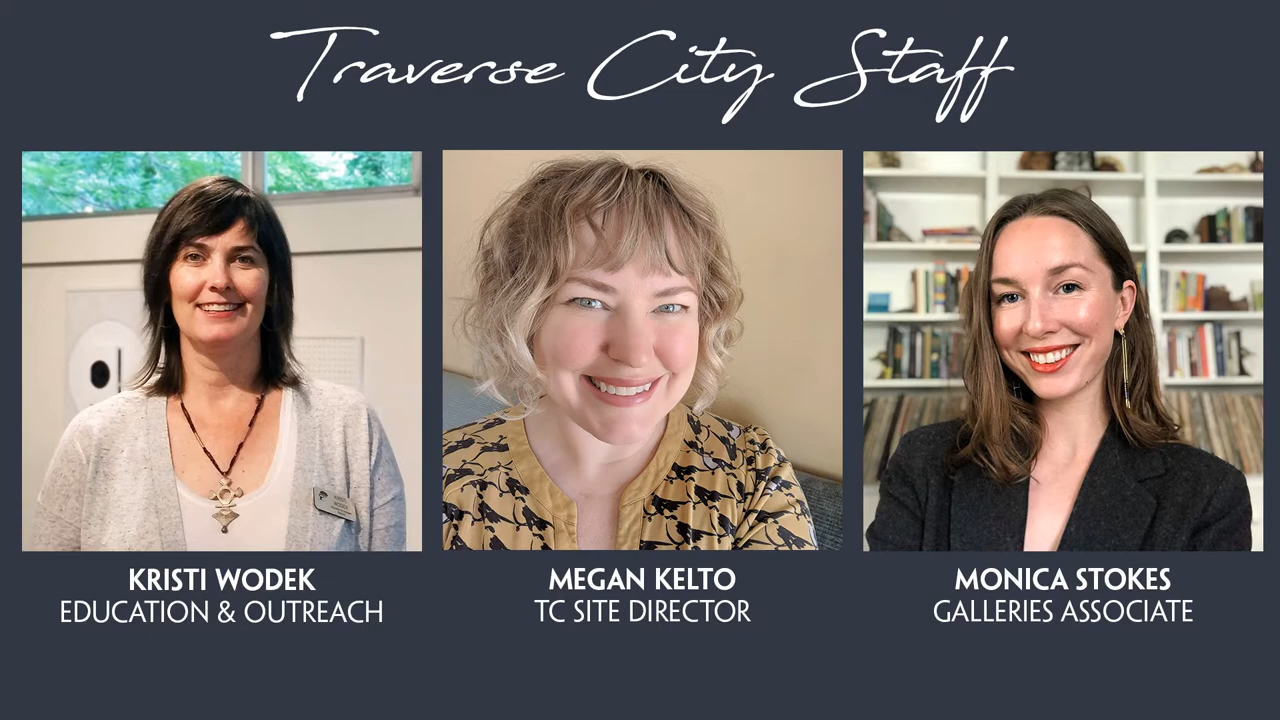 Traverse City Staff
KRISTI WODEK
EDUCATION & OUTREACH
MEGAN KELTO
TC SITE DIRECTOR
MONICA STOKES
GALLERIES ASSOCIATE